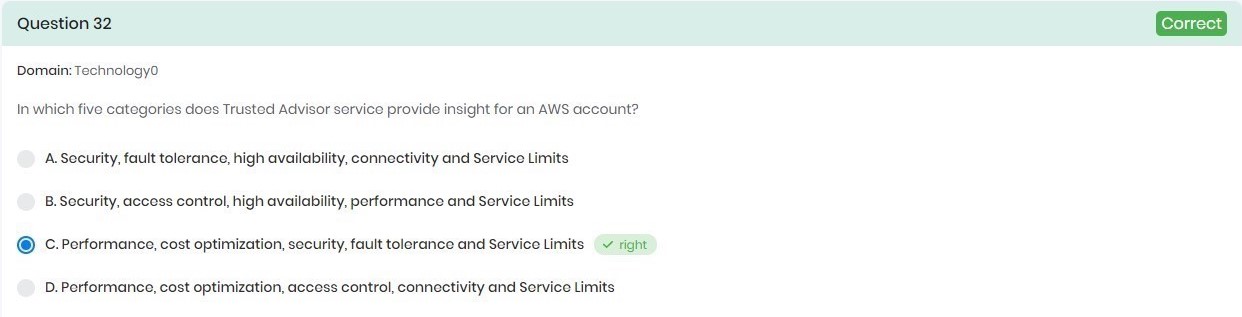 Question 32
Correct
Domain: Technology0
In which five categories does Trusted Advisor service provide insight for an AWS account?
A. Security, fault tolerance, high availability, connectivity and Service Limits
B. Security, access control, high availability, performance and Service Limits
C. Performance, cost optimization, security, fault tolerance and Service Limits ✓ right
D. Performance, cost optimization, access control, connectivity and Service Limits